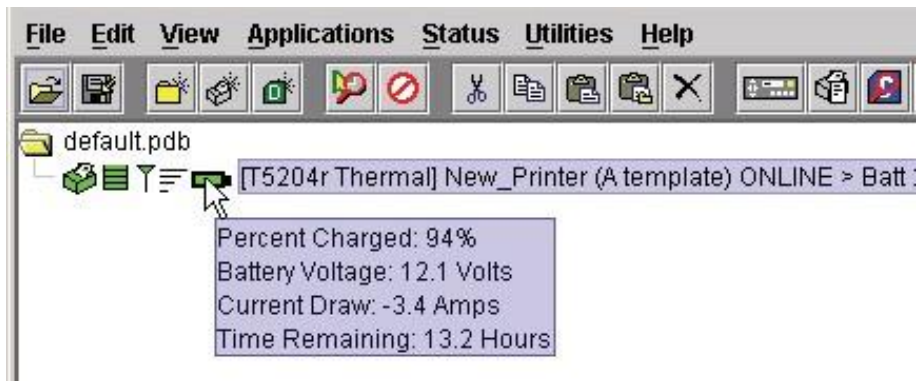 File Edit View Applications Status Utilities Help
default.pdb
[T5204r Thermal] New_Printer (A template) ONLINE > Batt
Percent Charged: 94%
Battery Voltage: 12.1 Volts
Current Draw: -3.4 Amps
Time Remaining: 13.2 Hours